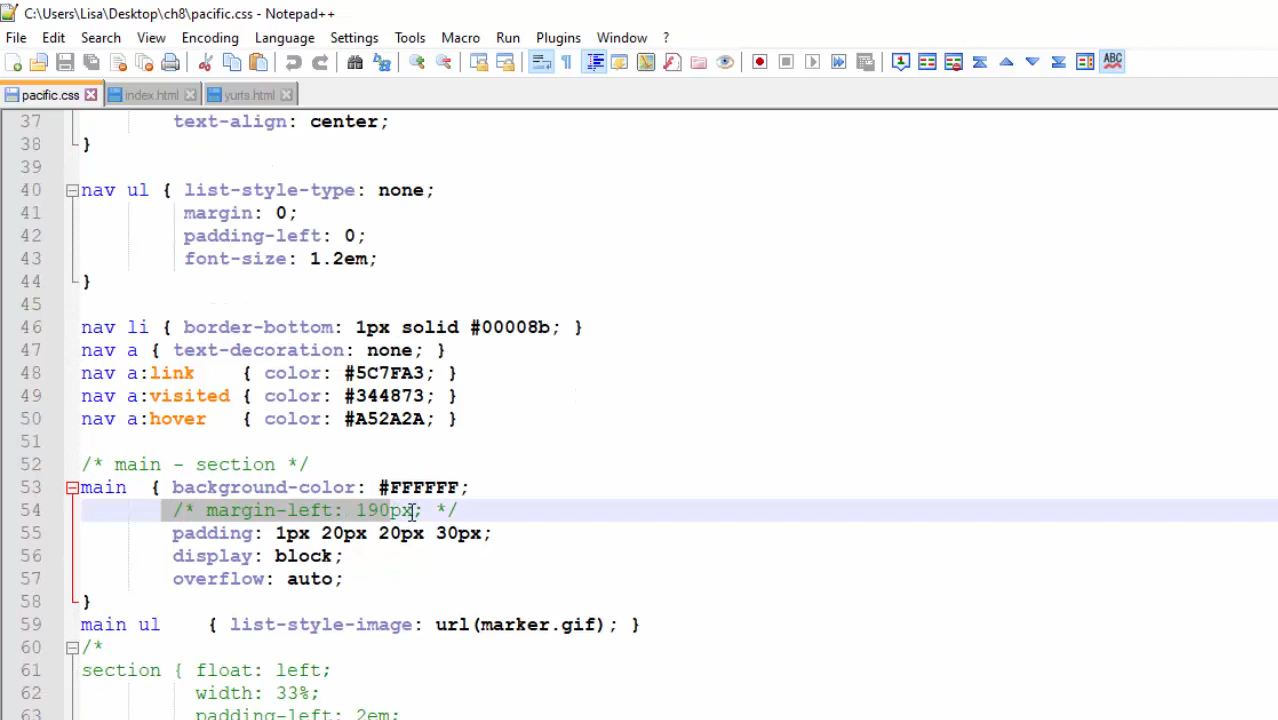 C:\Users\Lisa\Desktop\ch8\pacific.css - Notepad++
File Edit Search View Encoding Language Settings Tools Macro Run Plugins Window ?
ABC
pacific.css index.html yurts.html
37 text-align: center;
38 }
39
40 nav ul { list-style-type: none;
41 margin: 0;
42 padding-left: 0;
43 font-size: 1.2em;
44 }
45
46 nav li { border-bottom: 1px solid #00008b; }
47 nav a { text-decoration: none; }
48 nav a:link { color: #5C7FA3; }
49 nav a:visited { color: #344873; }
50 nav a:hover { color: #A52A2A; }
51
52 /* main - section */
53 main { background-color: #FFFFFF;
54 /* margin-left: 190px; */
55 padding: 1px 20px 20px 30px;
56 display: block;
57 overflow: auto;
58 }
59 main ul { list-style-image: url(marker.gif); }
60 /*
61 section { float: left;
62 width: 33%;
63 padding-left: 2em;